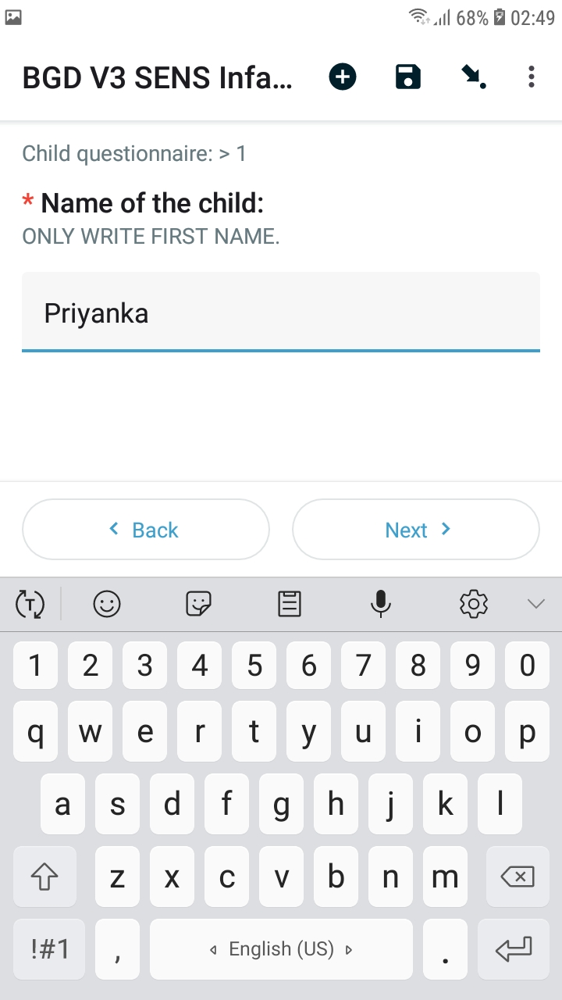 68% 02:49
BGD V3 SENS Infa...
Child questionnaire: > 1
* Name of the child:
ONLY WRITE FIRST NAME.
Priyanka
Back Next
T
1 2 3 4 5 6 7 8 9 0
q w e r t y u i o p
a s d f g h j k l
z x c v b n m
!#1 , English (US) .